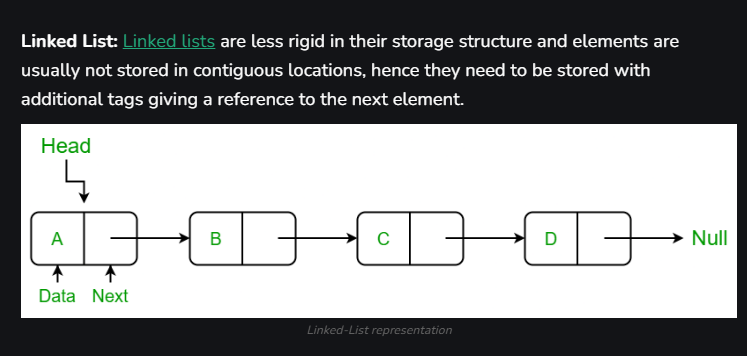 Linked List: Linked lists are less rigid in their storage structure and elements are
usually not stored in contiguous locations, hence they need to be stored with
additional tags giving a reference to the next element.
Head
A B C D Null
Data Next
Linked-List representation